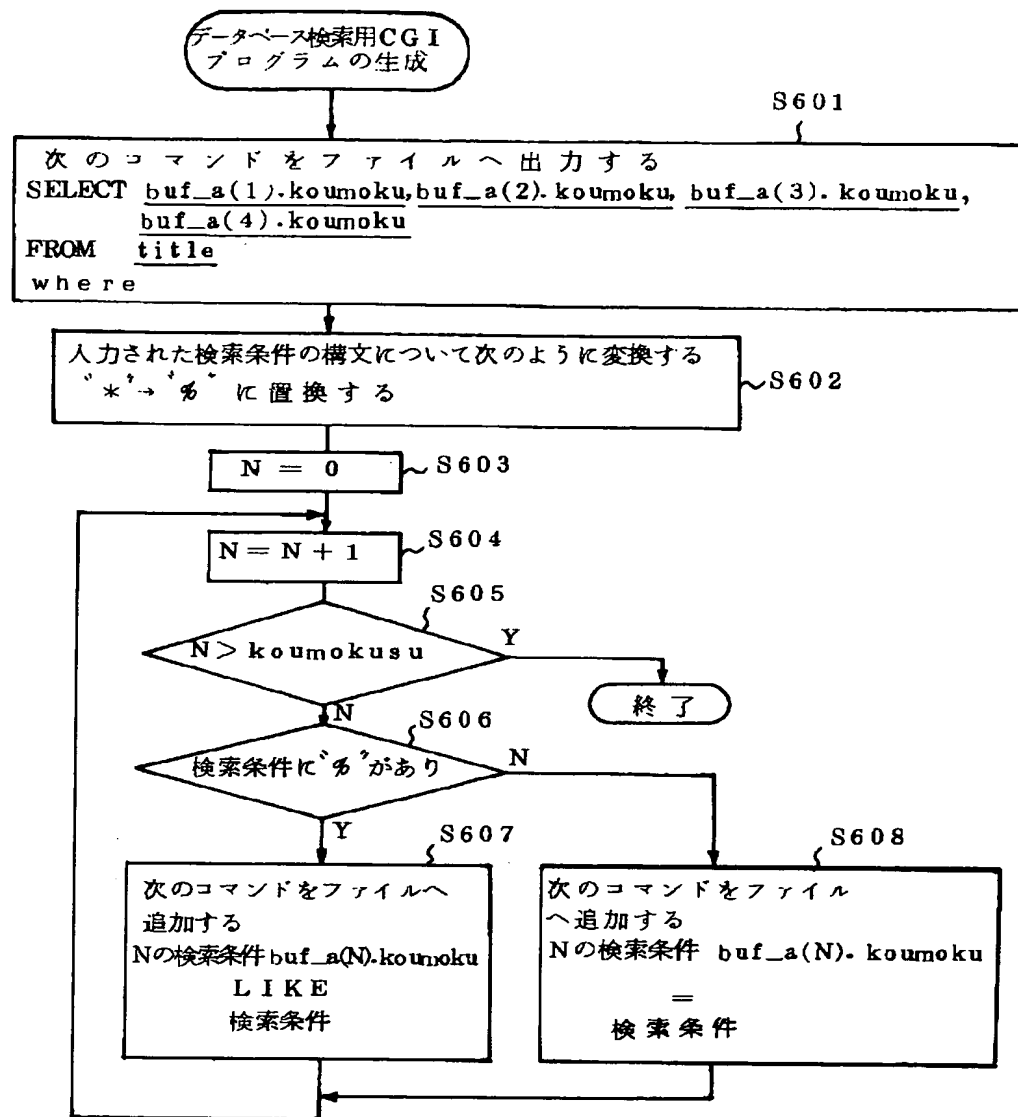 データベース検索用CGI
プログラムの生成
S601
次のコマンドをファイルへ出力する
SELECT buf_a(1).koumoku,buf_a(2).koumoku, buf_a(3).koumoku,
buf_a(4).koumoku
FROM title
where
入力された検索条件の構文について次のように変換する
"*"→"%" に置換する
S602
N = 0
S603
N=N+1
S604
S605
N>koumokusu
Y
終了
N
S606
検索条件に"%"があり
N
Y
S607
次のコマンドをファイルへ
追加する
Nの検索条件buf_a(N).koumoku
LIKE
検索条件
S608
次のコマンドをファイル
へ追加する
Nの検索条件 buf_a(N).koumoku
=
検索条件